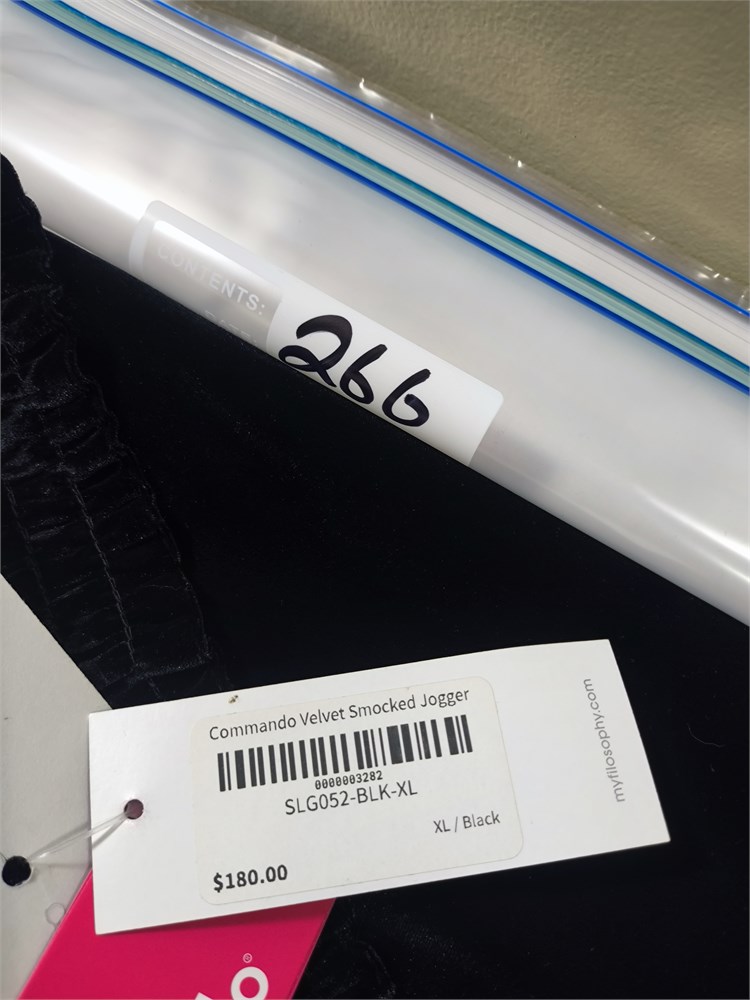 CONTENTS:
266
Commando Velvet Smocked Jogger
0000003282
SLG052-BLK-XL
XL / Black
$180.00
myfilosophy.com